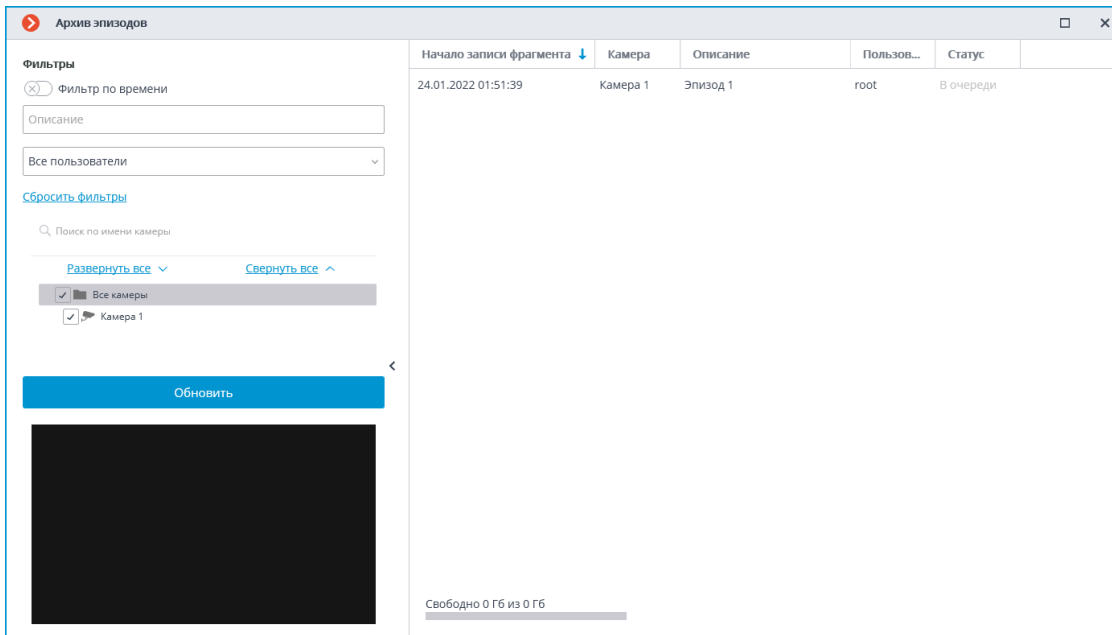 Архив эпизодов
Фильтры
Фильтр по времени
Описание
Все пользователи
Сбросить фильтры
Поиск по имени камеры
Развернуть все Свернуть все
Все камеры
Камера 1
Обновить
Начало записи фрагмента Камера Описание Пользов... Статус
24.01.2022 01:51:39 Камера 1 Эпизод 1 root В очереди
Свободно 0 Гб из 0 Гб